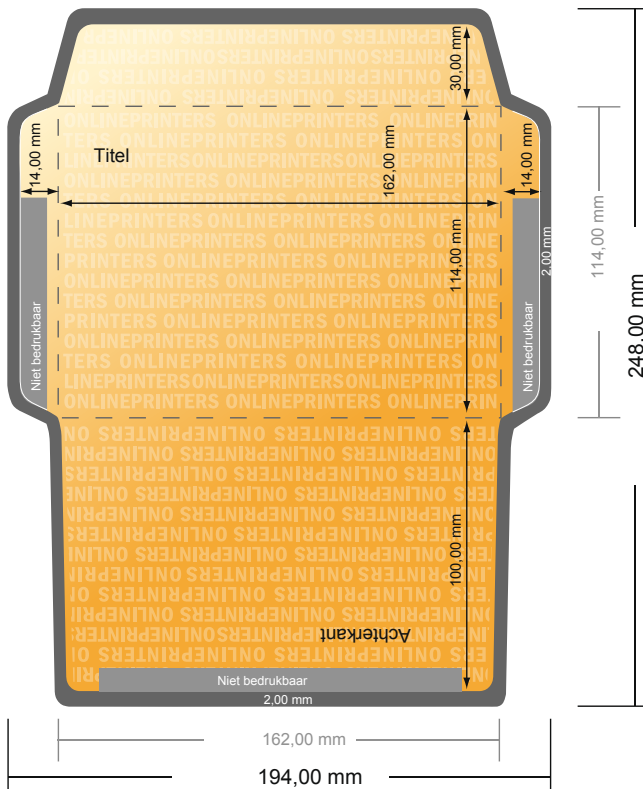 30,00 mm
14,00 mm
Titel
162,00 mm
14,00 mm
114,00 mm
2,00 mm
114,00 mm
248,00 mm
Niet bedrukbaar
Niet bedrukbaar
ONLINEPRINTERS ONLINEPRINTERS
100,00 mm
Achterkant
Niet bedrukbaar
2,00 mm
162,00 mm
194,00 mm